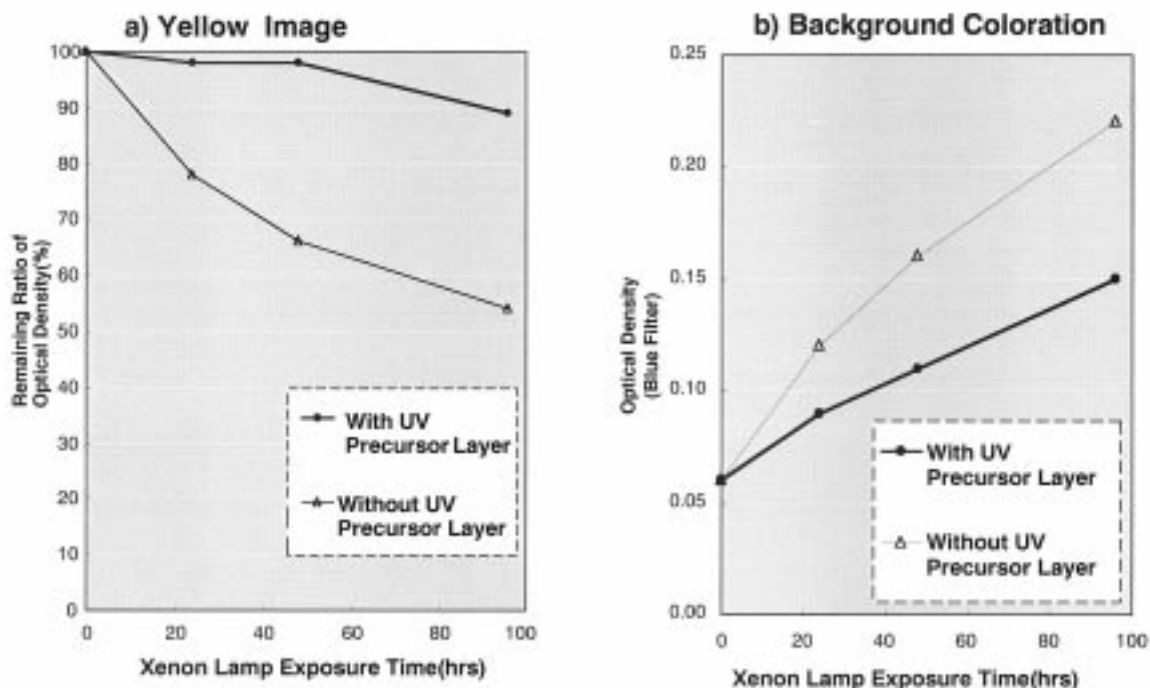 a) Yellow Image
100
90
80
70
60
50
40
30
20
10
0
Remaining Ratio of
Optical Density(%)
With UV
Precursor Layer
Without UV
Precursor Layer
0 20 40 60 80 100
Xenon Lamp Exposure Time(hrs)
b) Background Coloration
0.25
0.20
0.15
0.10
0.05
0.00
Optical Density
(Blue Filter)
With UV
Precursor Layer
Without UV
Precursor Layer
0 20 40 60 80 100
Xenon Lamp Exposure Time(hrs)